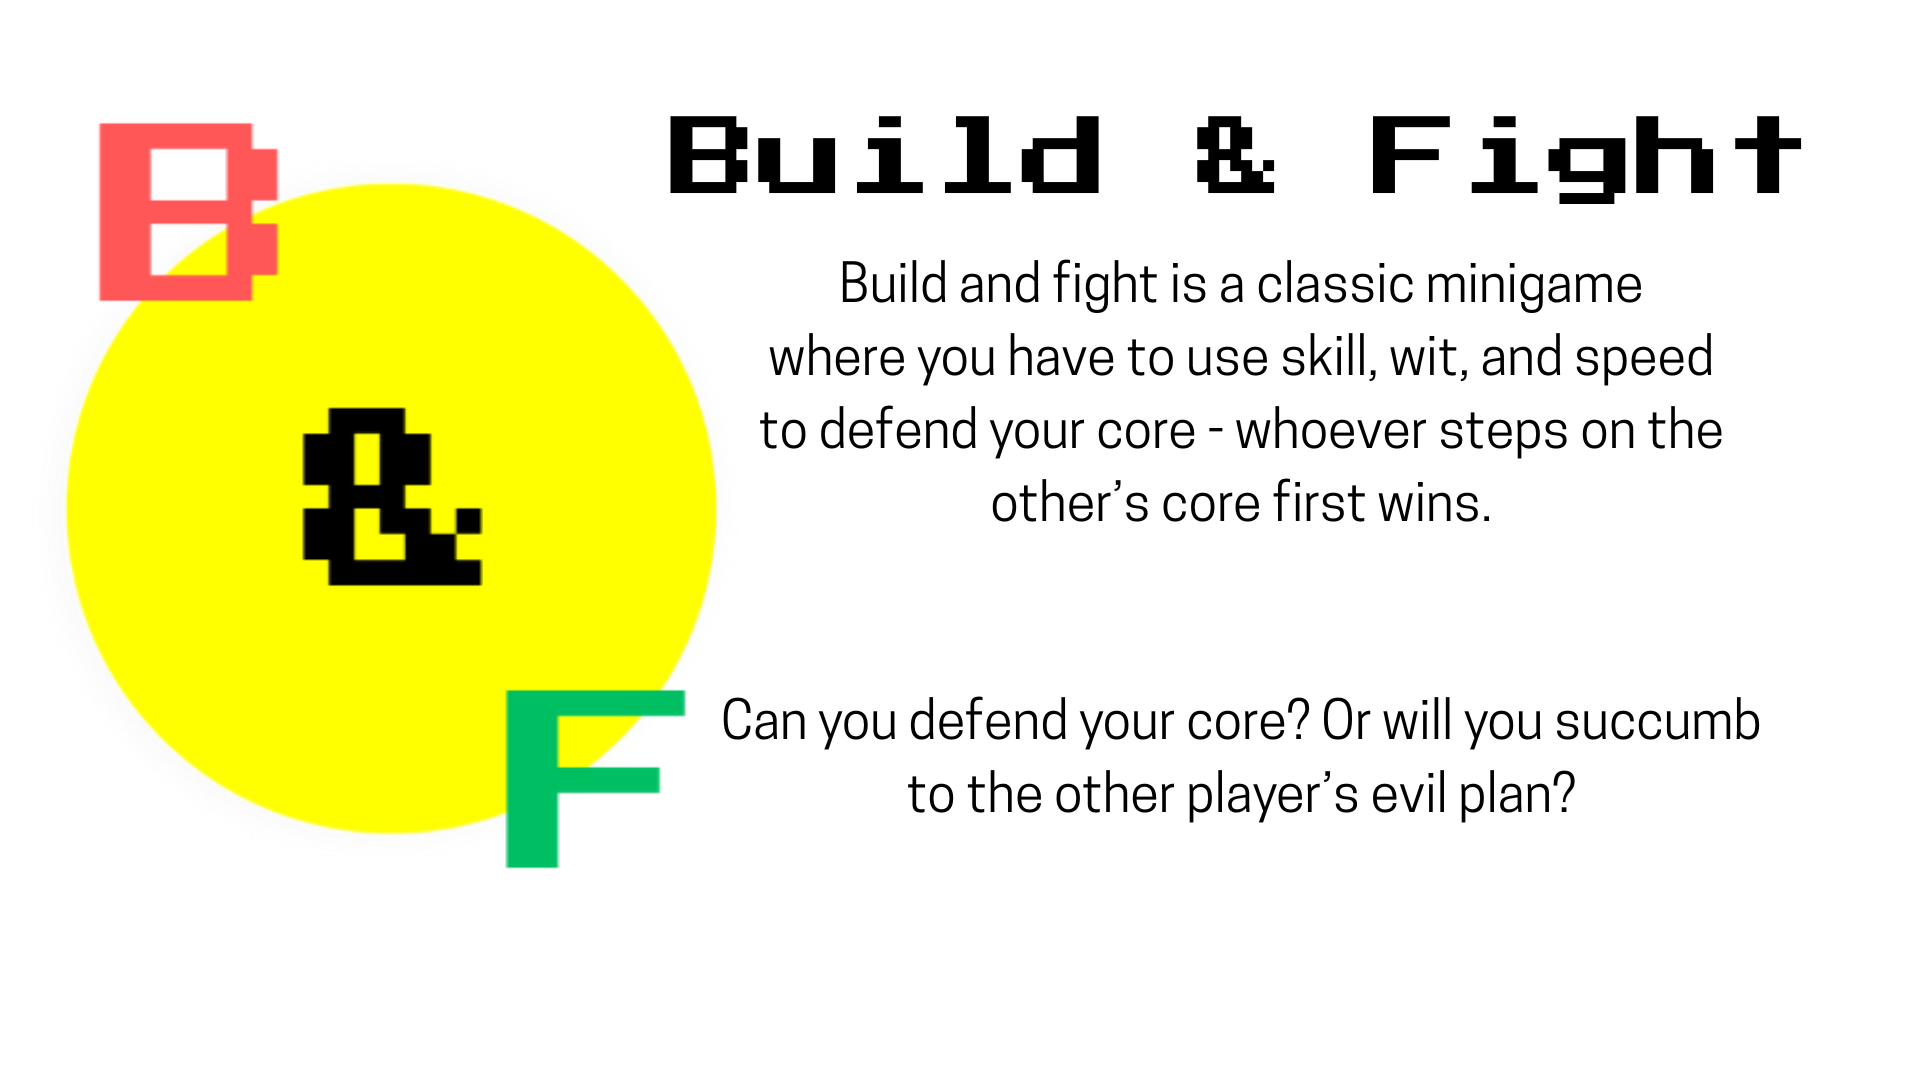 B
&
F
Build & Fight
Build and fight is a classic minigame
where you have to use skill, wit, and speed
to defend your core - whoever steps on the
other’s core first wins.
Can you defend your core? Or will you succumb
to the other player’s evil plan?